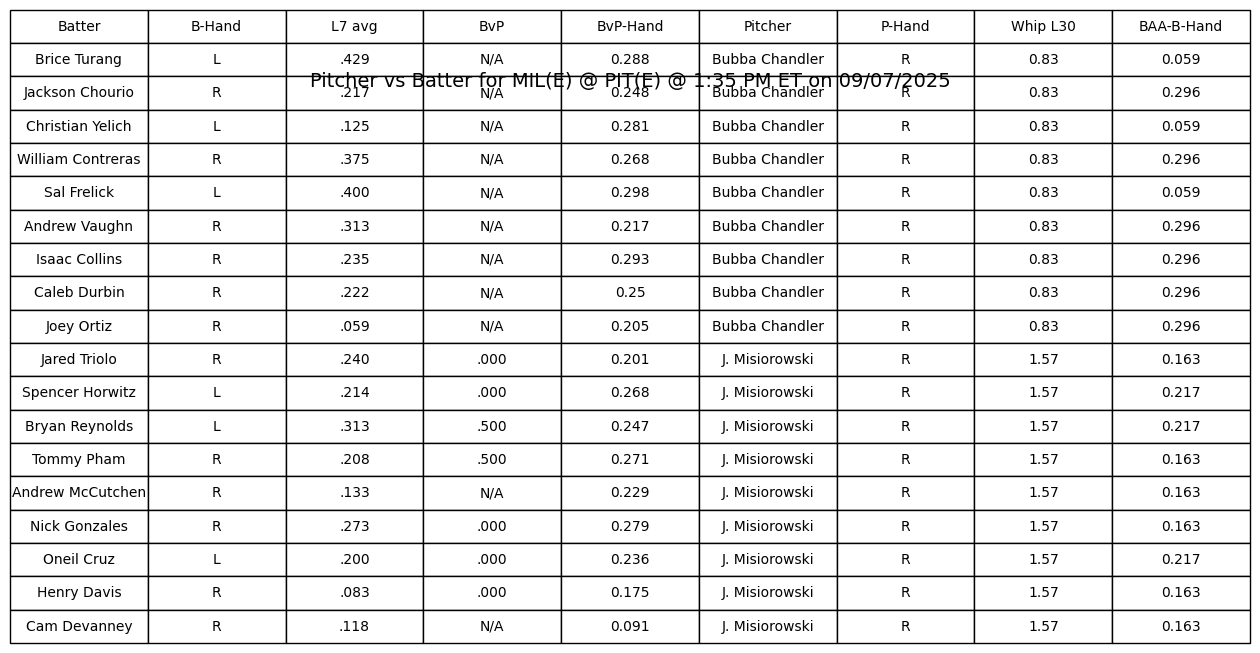 Batter B-Hand L7 avg BvP BvP-Hand Pitcher P-Hand Whip L30 BAA-B-Hand
Brice Turang L .429 N/A 0.288 Bubba Chandler R 0.83 0.059
Pitcher vs Batter for MIL(E) @ PIT(E) @ 1:35 PM ET on 09/07/2025
Jackson Chourio R .217 N/A 0.248 Bubba Chandler R 0.83 0.296
Christian Yelich L .125 N/A 0.281 Bubba Chandler R 0.83 0.059
William Contreras R .375 N/A 0.268 Bubba Chandler R 0.83 0.296
Sal Frelick L .400 N/A 0.298 Bubba Chandler R 0.83 0.059
Andrew Vaughn R .313 N/A 0.217 Bubba Chandler R 0.83 0.296
Isaac Collins R .235 N/A 0.293 Bubba Chandler R 0.83 0.296
Caleb Durbin R .222 N/A 0.25 Bubba Chandler R 0.83 0.296
Joey Ortiz R .059 N/A 0.205 Bubba Chandler R 0.83 0.296
Jared Triolo R .240 .000 0.201 J. Misiorowski R 1.57 0.163
Spencer Horwitz L .214 .000 0.268 J. Misiorowski R 1.57 0.217
Bryan Reynolds L .313 .500 0.247 J. Misiorowski R 1.57 0.217
Tommy Pham R .208 .500 0.271 J. Misiorowski R 1.57 0.163
Andrew McCutchen R .133 N/A 0.229 J. Misiorowski R 1.57 0.163
Nick Gonzales R .273 .000 0.279 J. Misiorowski R 1.57 0.163
Oneil Cruz L .200 .000 0.236 J. Misiorowski R 1.57 0.217
Henry Davis R .083 .000 0.175 J. Misiorowski R 1.57 0.163
Cam Devanney R .118 N/A 0.091 J. Misiorowski R 1.57 0.163